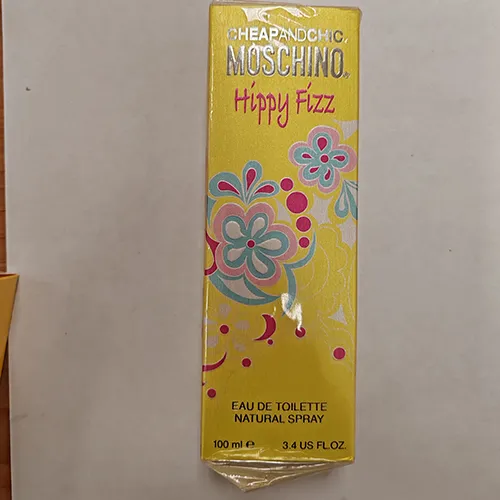 CHEAPANDCHIC.
MOSCHINO.
Hippy Fizz
EAU DE TOILETTE
NATURAL SPRAY
100 ml ℮ 3.4 US FL.OZ.